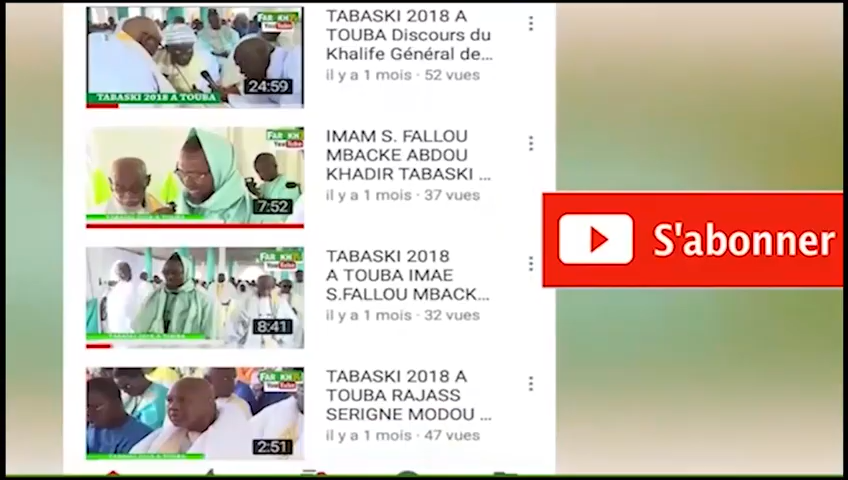 TABASKI 2018 A
TOUBA Discours du
Khalife Général de...
il y a 1 mois · 52 vues
24:59
TABASKI 2018 A TOUBA
IMAM S. FALLOU
MBACKE ABDOU
KHADIR TABASKI ...
il y a 1 mois · 37 vues
7:52
S'abonner
TABASKI 2018
A TOUBA IMAE
S.FALLOU MBACK...
il y a 1 mois · 32 vues
8:41
TABASKI 2018 A TOUBA
TABASKI 2018 A
TOUBA RAJASS
SERIGNE MODOU ...
il y a 1 mois · 47 vues
2:51